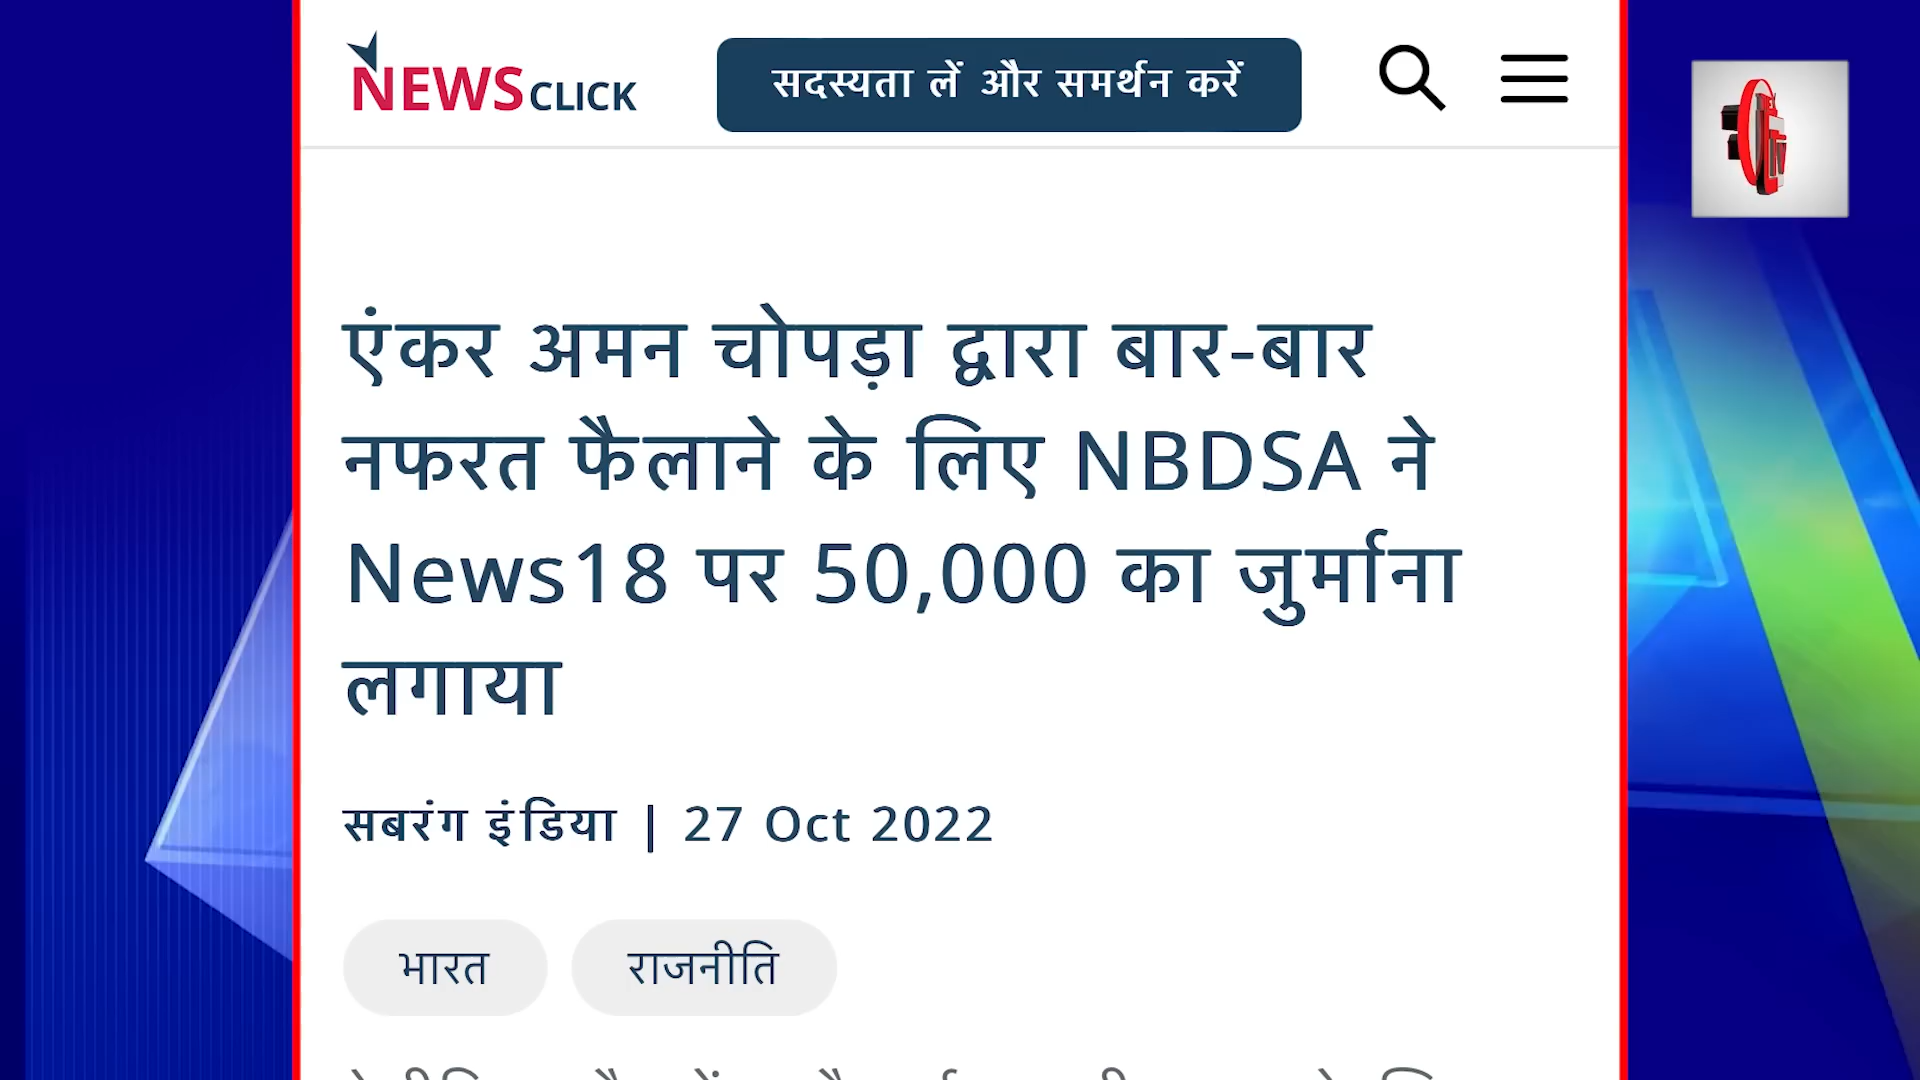 NEWSCLICK
सदस्यता लें और समर्थन करें
एंकर अमन चोपड़ा द्वारा बार-बार
नफरत फैलाने के लिए NBDSA ने
News18 पर 50,000 का जुर्माना
लगाया
सबरंग इंडिया | 27 Oct 2022
भारत
राजनीति